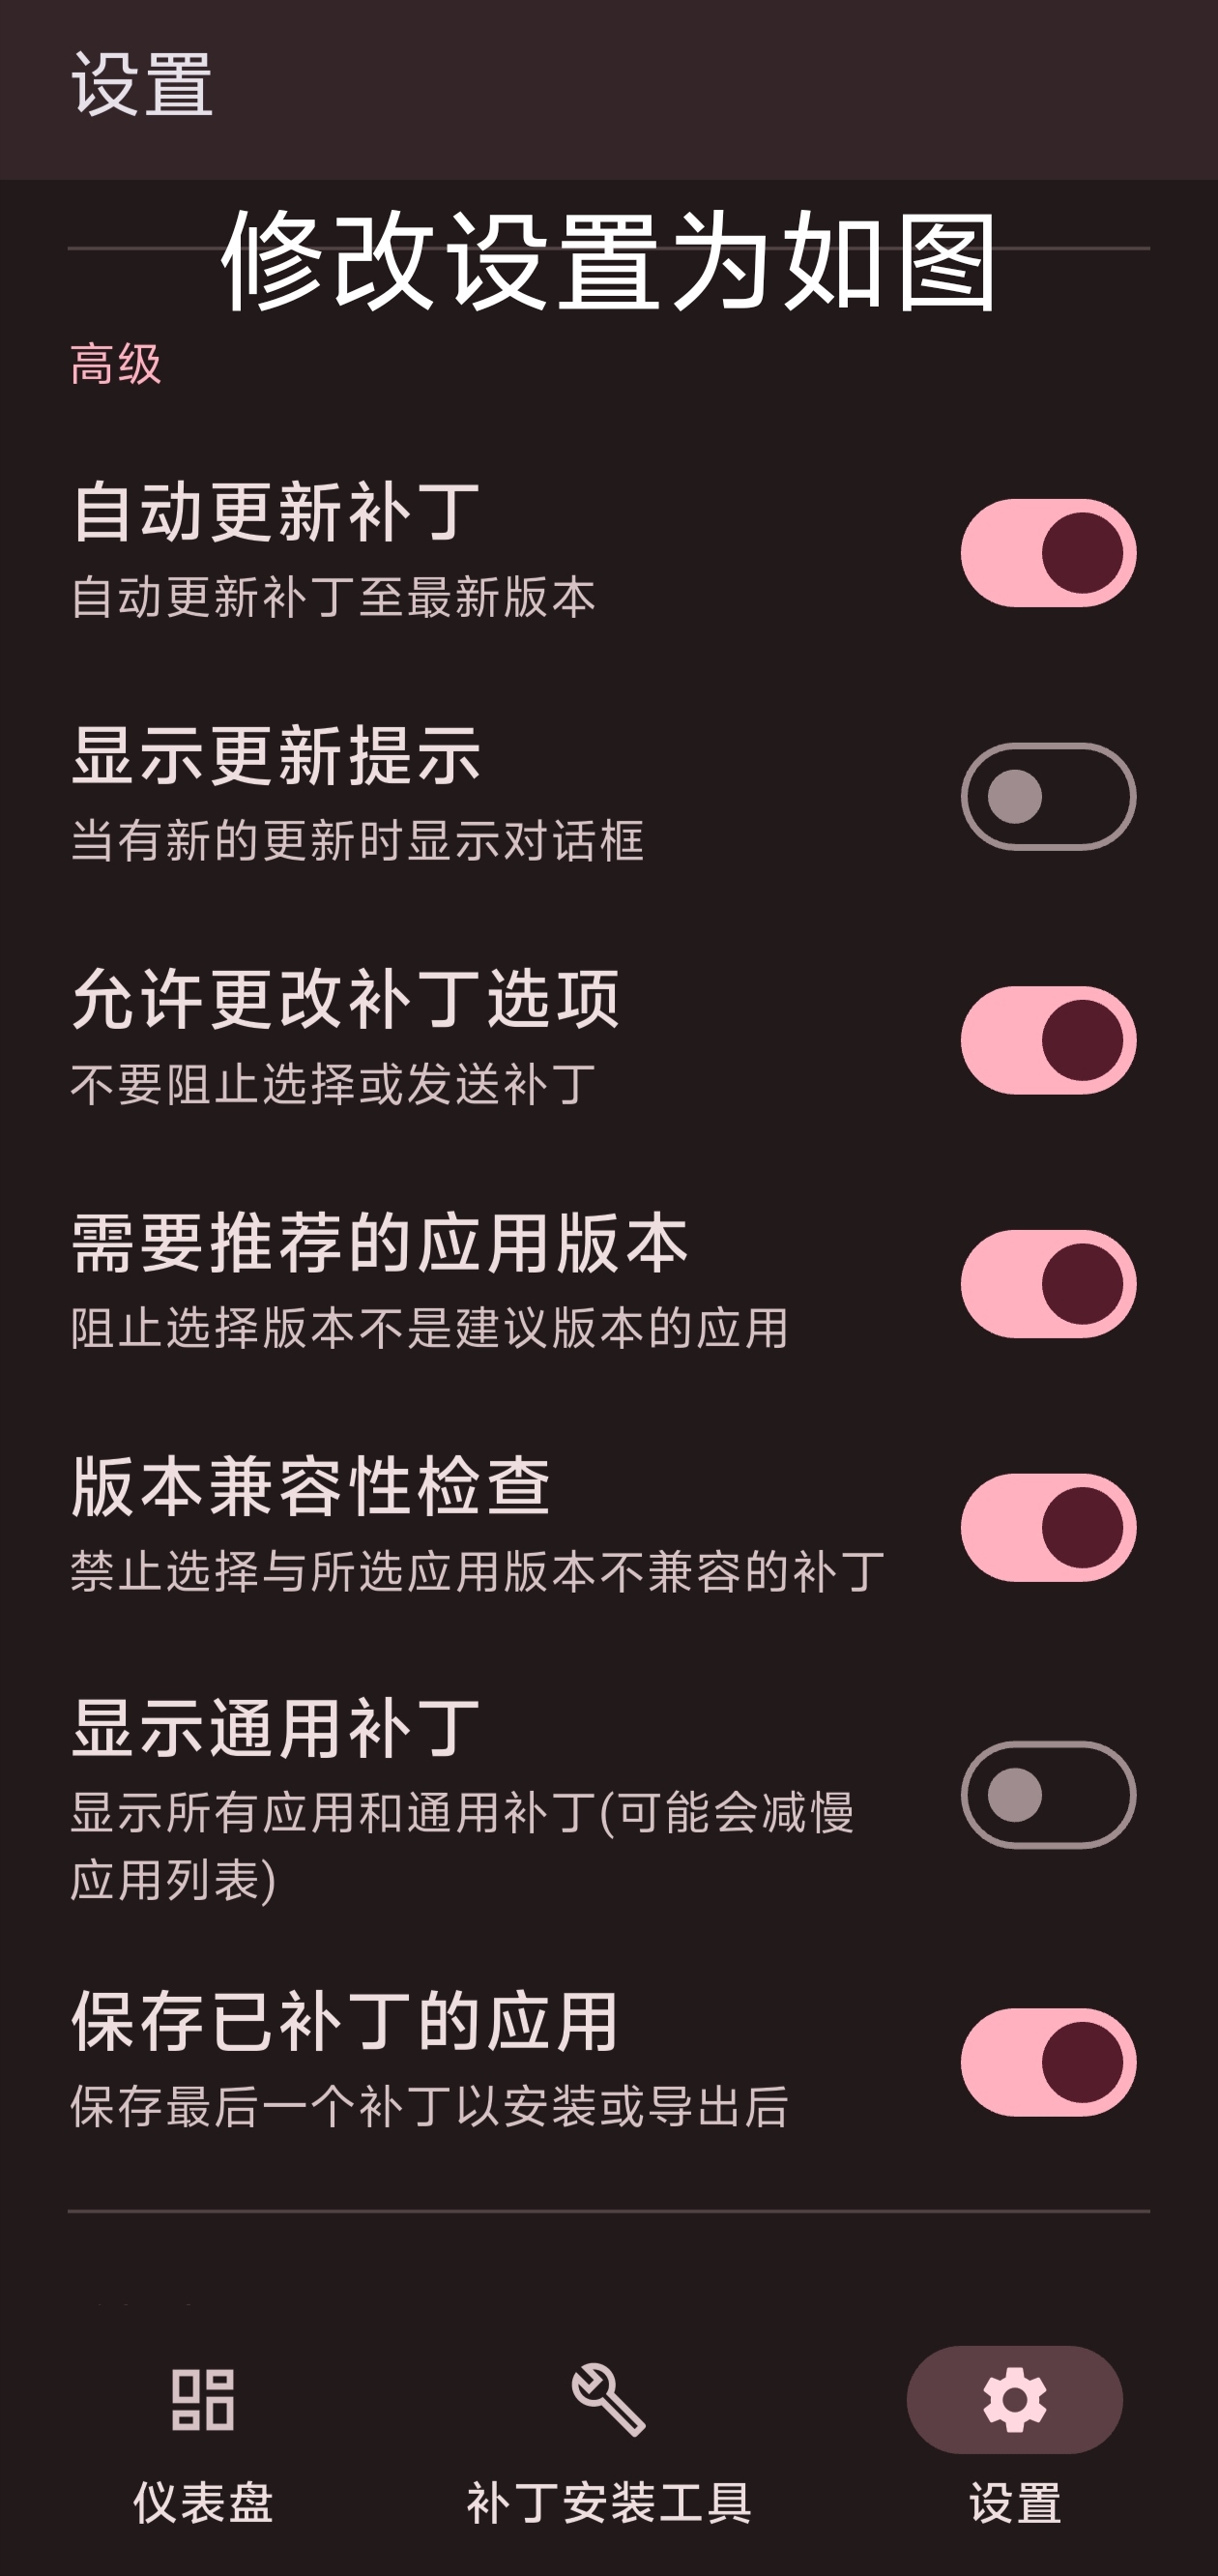 设置
修改设置为如图
高级
自动更新补丁
自动更新补丁至最新版本
显示更新提示
当有新的更新时显示对话框
允许更改补丁选项
不要阻止选择或发送补丁
需要推荐的应用版本
阻止选择版本不是建议版本的应用
版本兼容性检查
禁止选择与所选应用版本不兼容的补丁
显示通用补丁
显示所有应用和通用补丁(可能会减慢
应用列表)
保存已补丁的应用
保存最后一个补丁以安装或导出后
仪表盘
补丁安装工具
设置